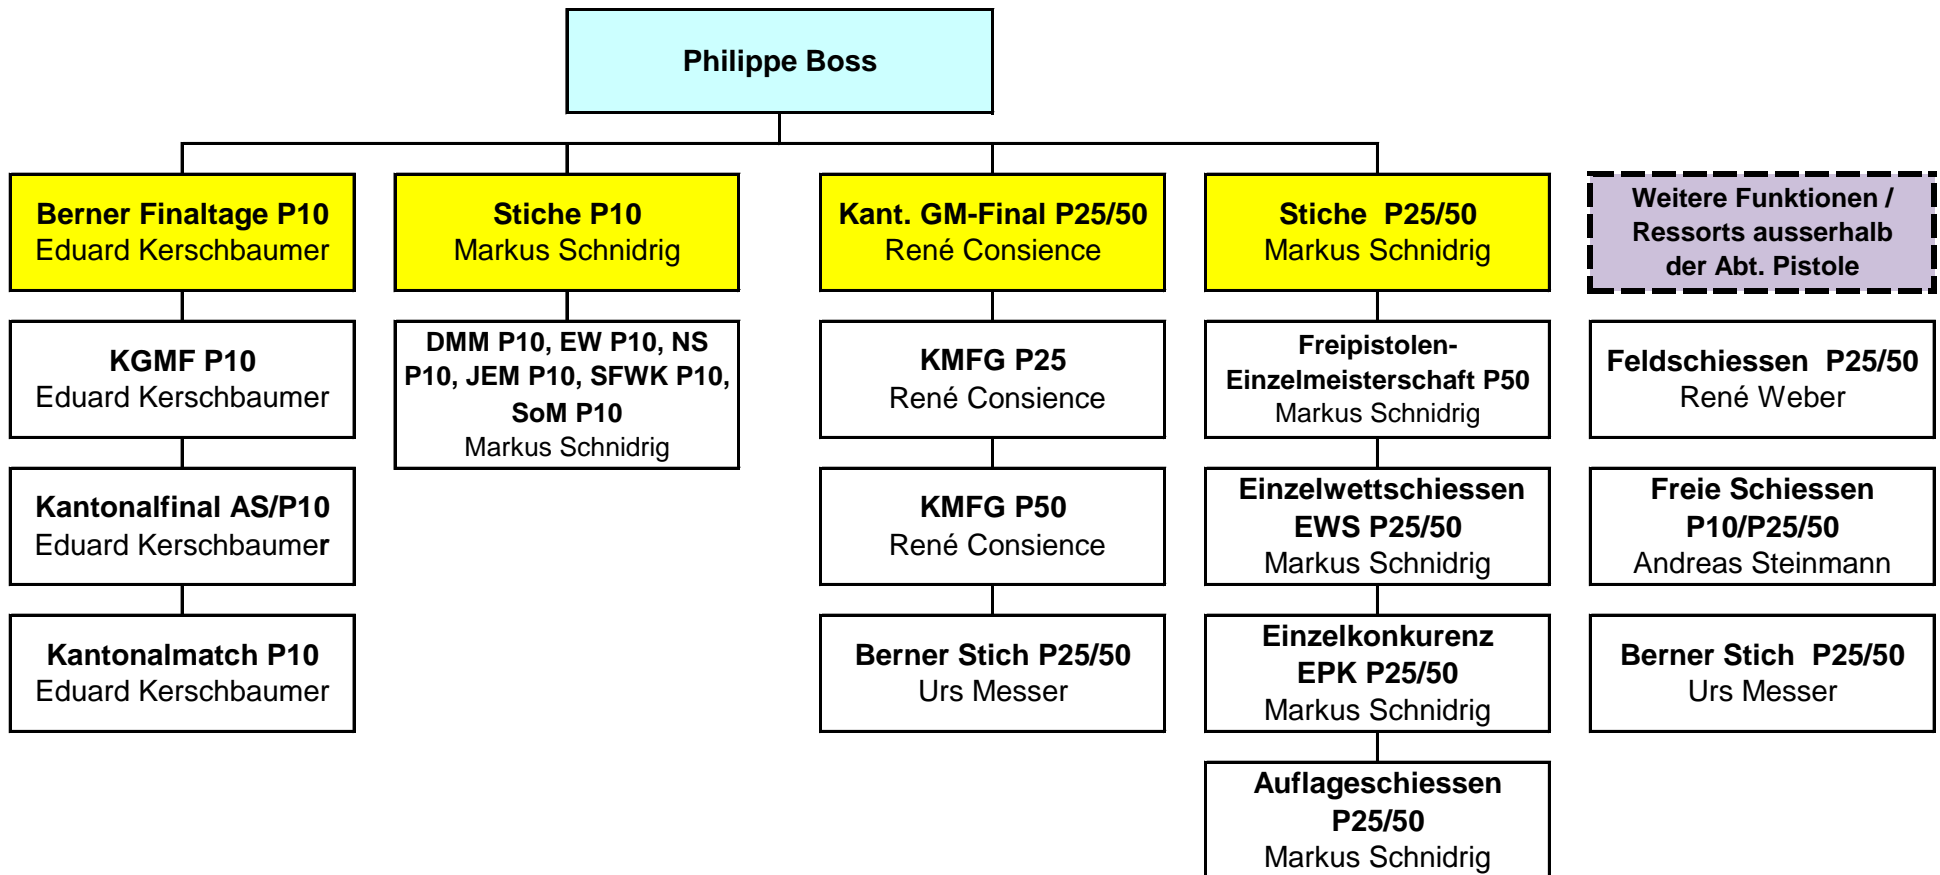 Philippe Boss
Berner Finaltage P10
Eduard Kerschbaumer
Stiche P10
Markus Schnidrig
Kant. GM-Final P25/50
René Consience
Stiche P25/50
Markus Schnidrig
Weitere Funktionen /
Ressorts ausserhalb
der Abt. Pistole
KGMF P10
Eduard Kerschbaumer
DMM P10, EW P10, NS
P10, JEM P10, SFWK P10,
SoM P10
Markus Schnidrig
KMFG P25
René Consience
Freipistolen-
Einzelmeisterschaft P50
Markus Schnidrig
Feldschiessen P25/50
René Weber
Kantonalfinal AS/P10
Eduard Kerschbaumer
KMFG P50
René Consience
Einzelwettschiessen
EWS P25/50
Markus Schnidrig
Freie Schiessen
P10/P25/50
Andreas Steinmann
Kantonalmatch P10
Eduard Kerschbaumer
Berner Stich P25/50
Urs Messer
Einzelkonkurenz
EPK P25/50
Markus Schnidrig
Berner Stich P25/50
Urs Messer
Auflageschiessen
P25/50
Markus Schnidrig